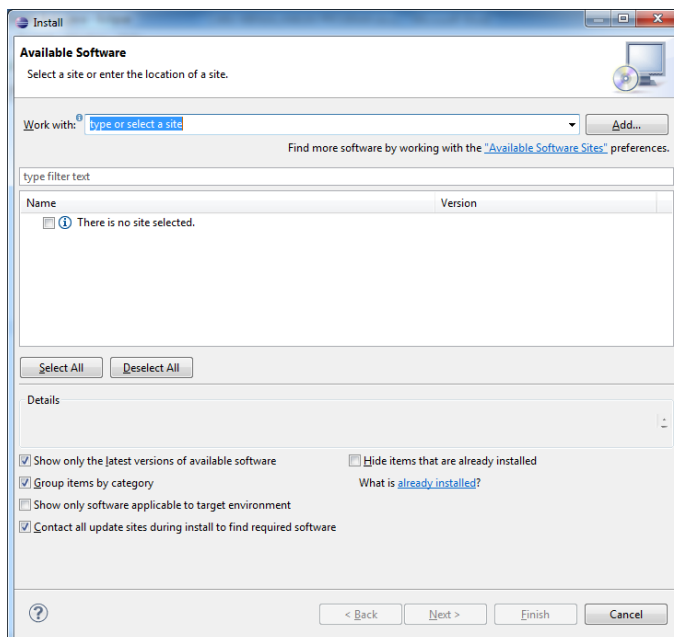 Install
Available Software
Select a site or enter the location of a site.
Work with: type or select a site Add...
Find more software by working with the "Available Software Sites" preferences.
type filter text
Name Version
There is no site selected.
Select All Deselect All
Details
Show only the latest versions of available software Hide items that are already installed
Group items by category What is already installed?
Show only software applicable to target environment
Contact all update sites during install to find required software
< Back Next > Finish Cancel